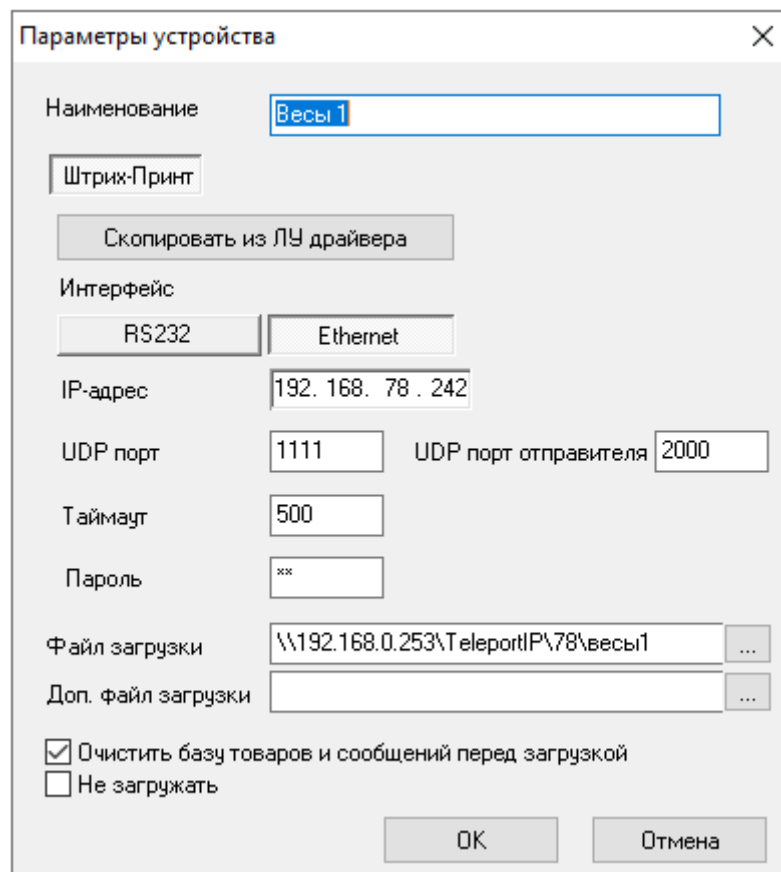 Параметры устройства
Наименование Весы 1
Штрих-Принт
Скопировать из ЛУ драйвера
Интерфейс
RS232 Ethernet
IP-адрес 192. 168. 78 . 242
UDP порт 1111 UDP порт отправителя 2000
Таймаут 500
Пароль **
Файл загрузки \\192.168.0.253\TeleportIP\78\весы1 ...
Доп. файл загрузки ...
Очистить базу товаров и сообщений перед загрузкой
Не загружать
OK Отмена